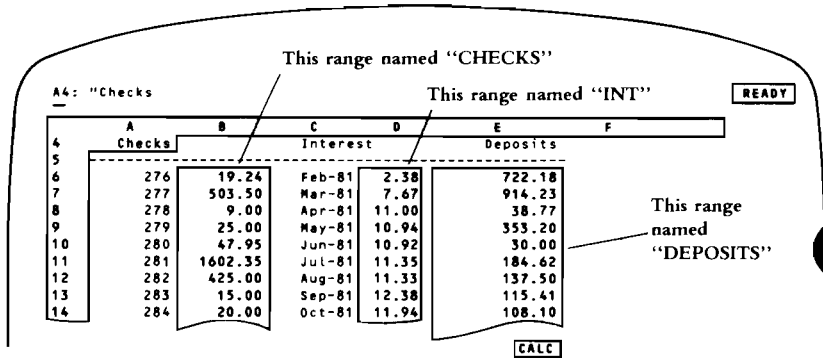 This range named “CHECKS”
A4: "Checks
This range named “INT”
READY
A B C D E F
4 Checks Interest Deposits
5
6 276 19.24 Feb-81 2.38 722.18
7 277 503.50 Mar-81 7.67 914.23
8 278 9.00 Apr-81 11.00 38.77
9 279 25.00 May-81 10.94 353.20
10 280 47.95 Jun-81 10.92 30.00
11 281 1602.35 Jul-81 11.35 184.62
12 282 425.00 Aug-81 11.33 137.50
13 283 15.00 Sep-81 12.38 115.41
14 284 20.00 Oct-81 11.94 108.10
This range
named
“DEPOSITS”
CALC